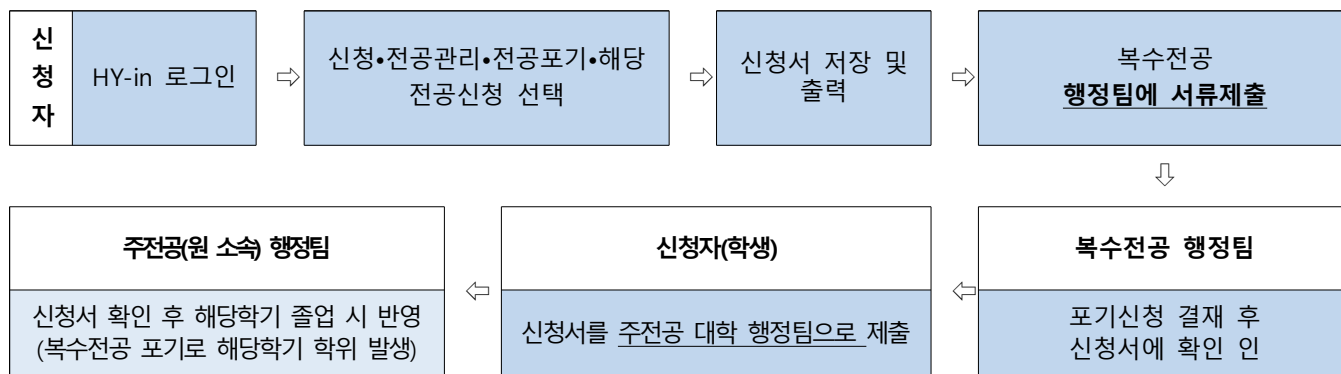 신
청
자
HY-in 로그인
⇨
신청•전공관리•전공포기•해당
전공신청 선택
⇨
신청서 저장 및
출력
⇨
복수전공
행정팀에 서류제출
⇩
복수전공 행정팀
포기신청 결재 후
신청서에 확인 인
⇦
신청자(학생)
신청서를 주전공 대학 행정팀으로 제출
⇦
주전공(원 소속) 행정팀
신청서 확인 후 해당학기 졸업 시 반영
(복수전공 포기로 해당학기 학위 발생)